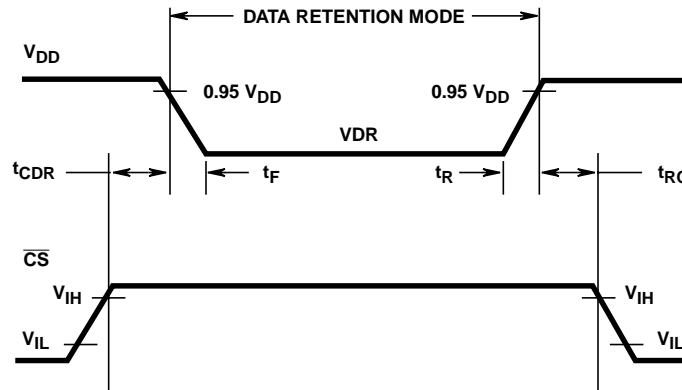 DATA RETENTION MODE
VDD
0.95 VDD
0.95 VDD
VDR
tCDR
tF
tR
CS
VIH
VIH
VIL
VIL